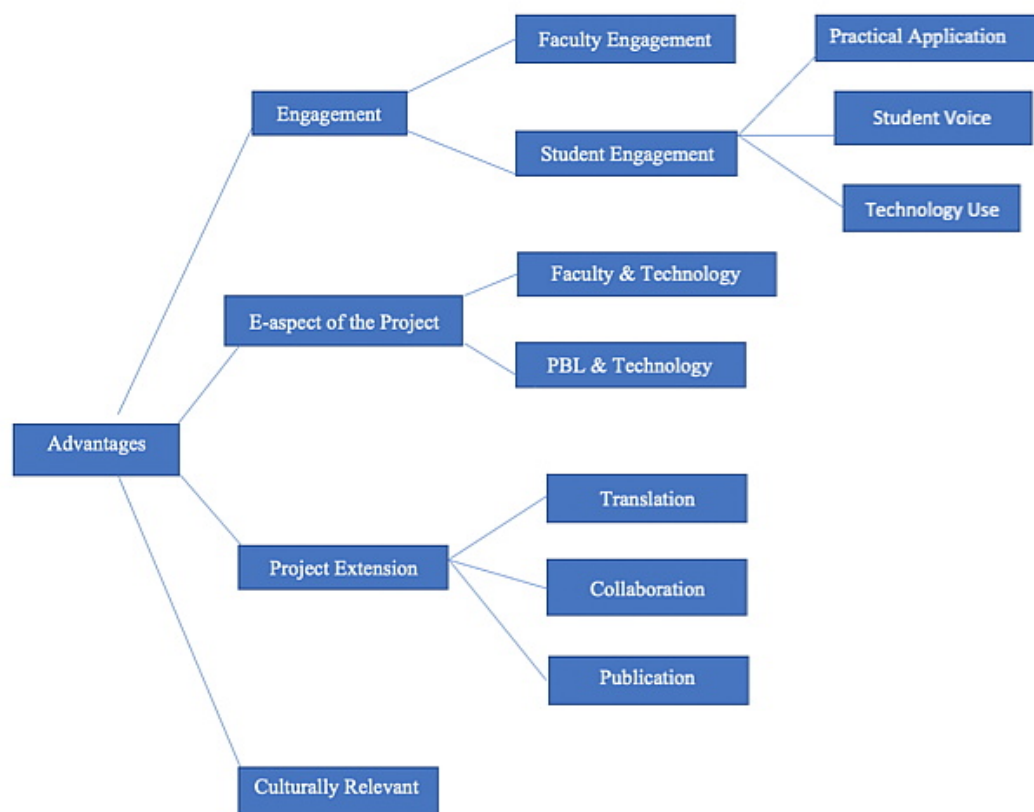 Faculty Engagement
Practical Application
Engagement
Student Voice
Student Engagement
Technology Use
Faculty & Technology
E-aspect of the Project
PBL & Technology
Advantages
Translation
Project Extension
Collaboration
Publication
Culturally Relevant